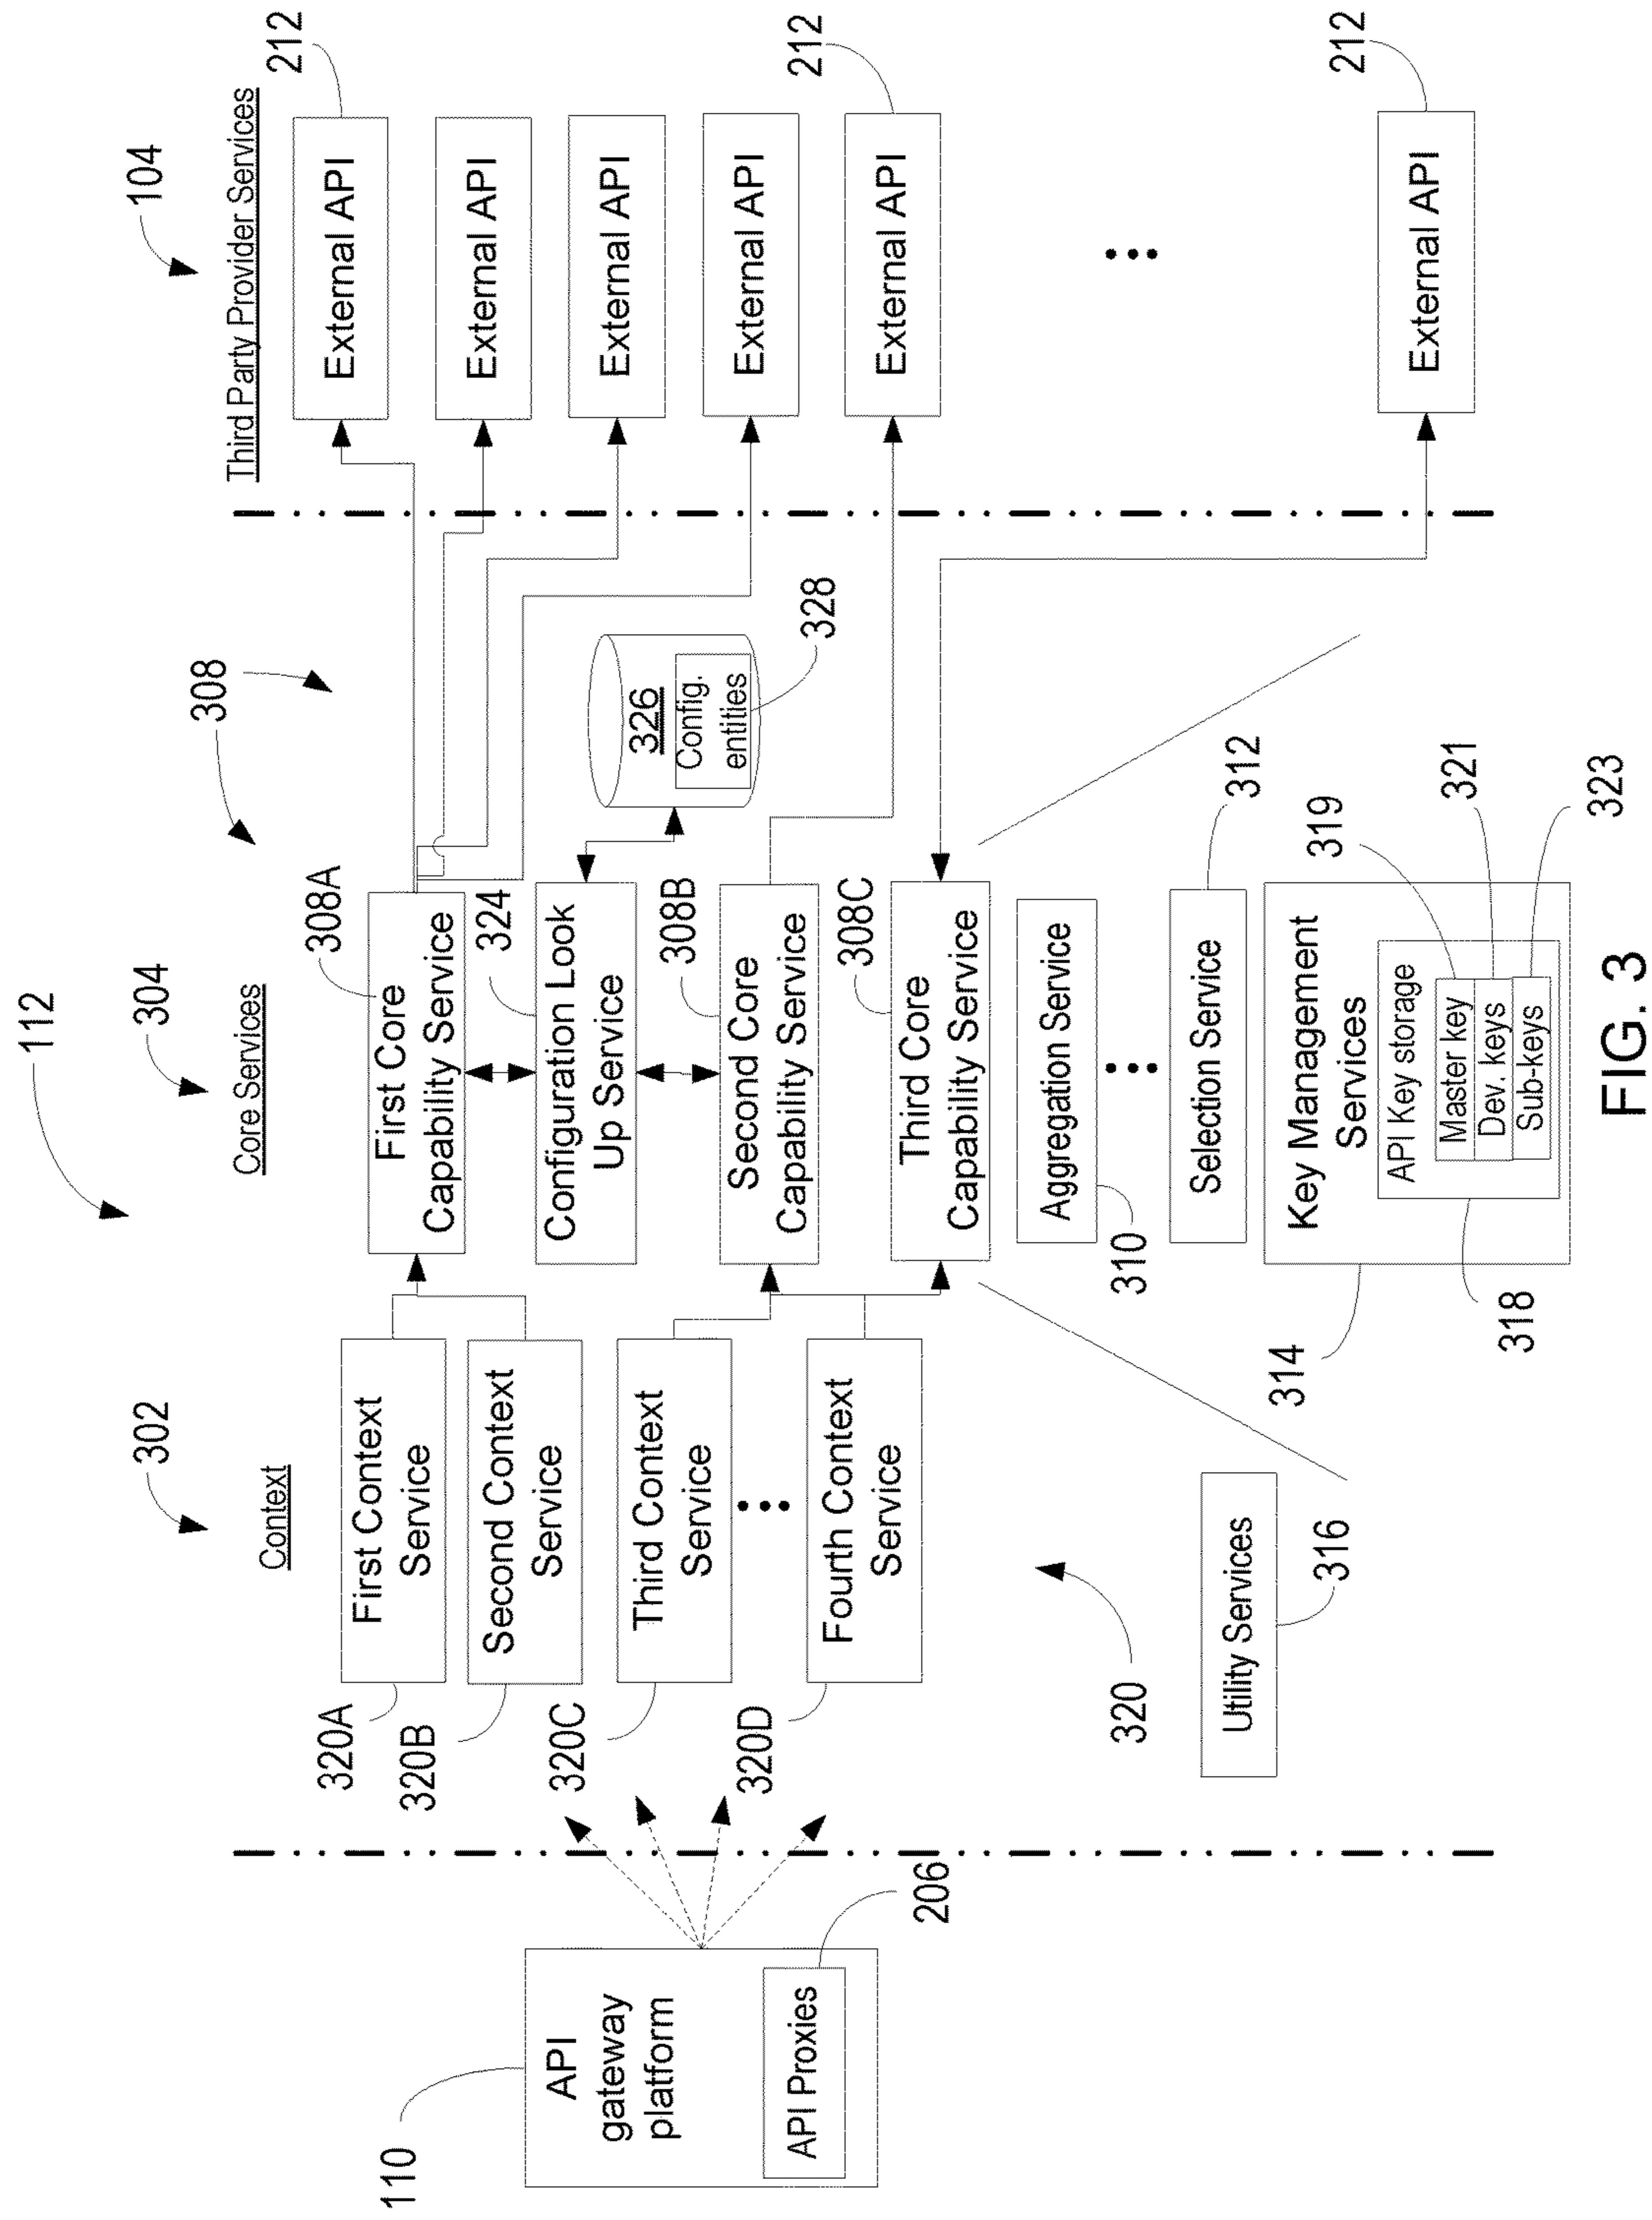 112
302
304
308
104
Context
Core Services
Third Party Provider Services
110
API
gateway
platform
API Proxies
206
320A
First Context
Service
320B
Second Context
Service
320C
Third Context
Service
320D
Fourth Context
Service
320
Utility Services
316
308A
First Core
Capability Service
324
Configuration Look
Up Service
326
Config.
entities
328
308B
Second Core
Capability Service
308C
Third Core
Capability Service
Aggregation Service
310
Selection Service
312
Key Management
Services
314
API Key storage
318
Master key
319
Dev. keys
321
Sub-keys
323
External API
212
External API
External API
External API
External API
212
External API
212
FIG. 3